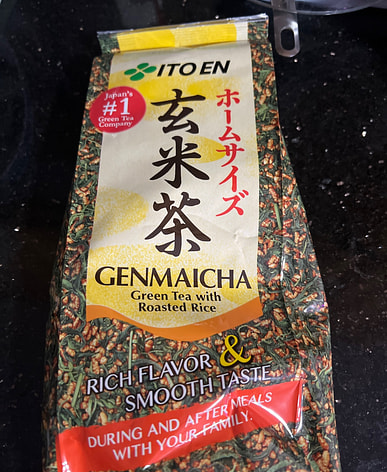 ITO EN
Japan's
#1
Green Tea
Company
ホームサイズ
玄米茶
GENMAICHA
Green Tea with
Roasted Rice
RICH FLAVOR &
SMOOTH TASTE
DURING AND AFTER MEALS
WITH YOUR FAMILY.